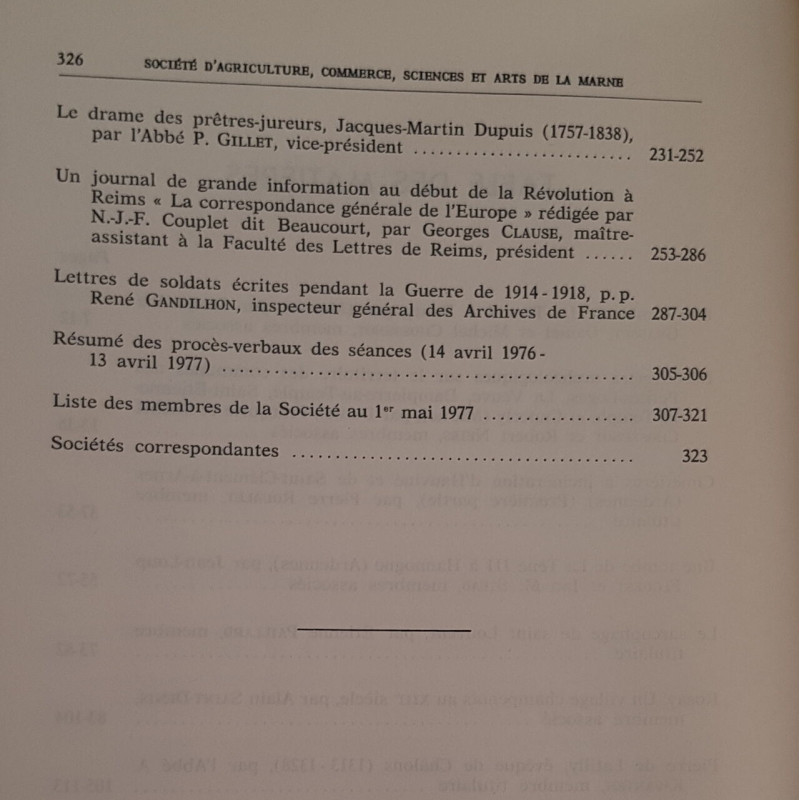 326 SOCIÉTÉ D'AGRICULTURE, COMMERCE, SCIENCES ET ARTS DE LA MARNE
Le drame des prêtres-jureurs, Jacques-Martin Dupuis (1757-1838),
par l'Abbé P. GILLET, vice-président .......................... 231-252
Un journal de grande information au début de la Révolution à
Reims « La correspondance générale de l'Europe » rédigée par
N.-J.-F. Couplet dit Beaucourt, par Georges CLAUSE, maître-
assistant à la Faculté des Lettres de Reims, président ...... 253-286
Lettres de soldats écrites pendant la Guerre de 1914-1918, p.p.
René GANDILHON, inspecteur général des Archives de France 287-304
Résumé des procès-verbaux des séances (14 avril 1976 -
13 avril 1977) ................................................ 305-306
Liste des membres de la Société au 1er mai 1977 .................. 307-321
Sociétés correspondantes ........................................ 323